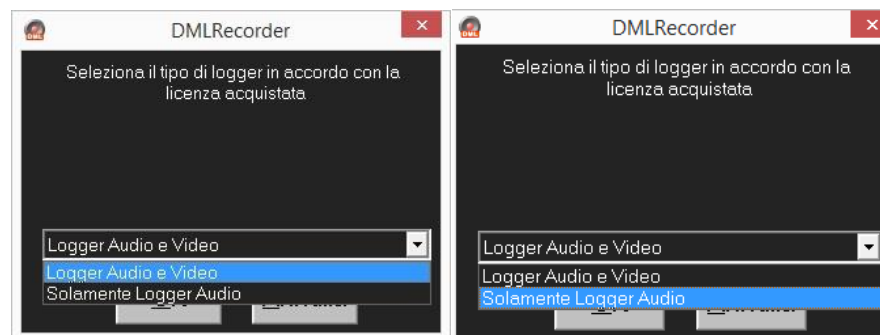 DMLRecorder
Seleziona il tipo di logger in accordo con la
licenza acquistata
Logger Audio e Video
Logger Audio e Video
Solamente Logger Audio
DMLRecorder
Seleziona il tipo di logger in accordo con la
licenza acquistata
Logger Audio e Video
Logger Audio e Video
Solamente Logger Audio